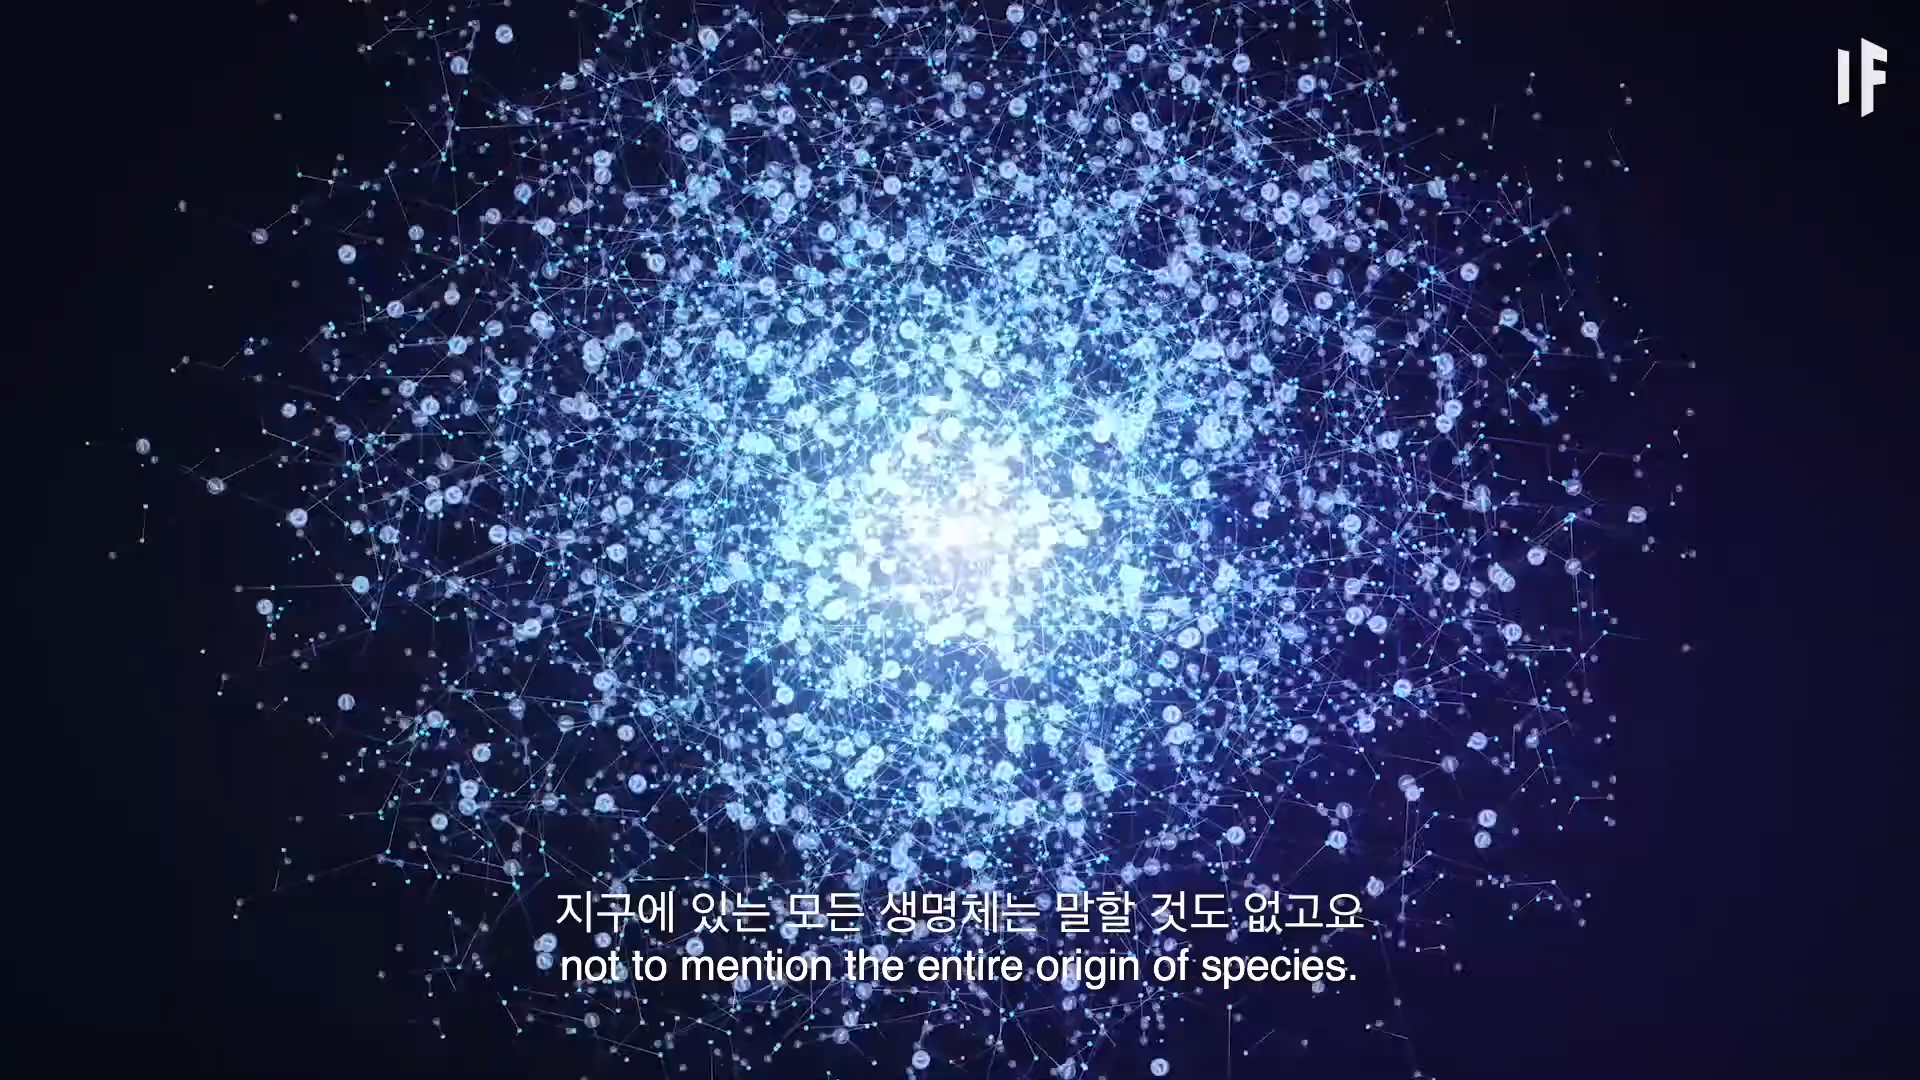 IF
지구에 있는 모든 생명체는 말할 것도 없고요
not to mention the entire origin of species.